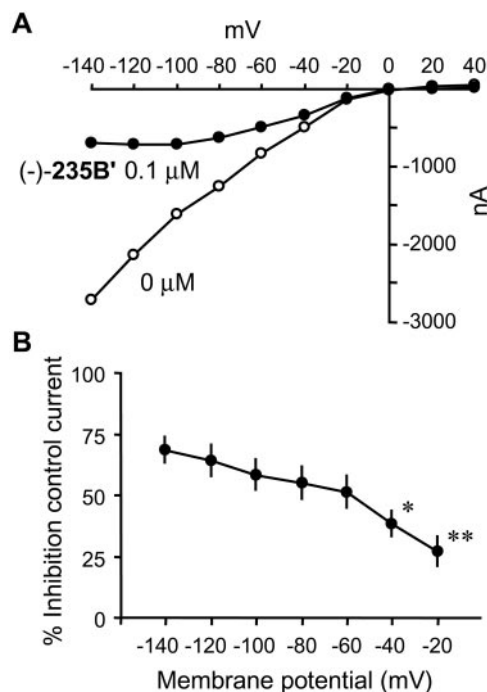 A
mV
-140 -120 -100 -80 -60 -40 -20 0 20 40
(-)-235B' 0.1 μM
-1000
nA
-2000
0 μM
-3000
B
% Inhibition control current
100
75
50
25
0
*
**
-140 -120 -100 -80 -60 -40 -20
Membrane potential (mV)